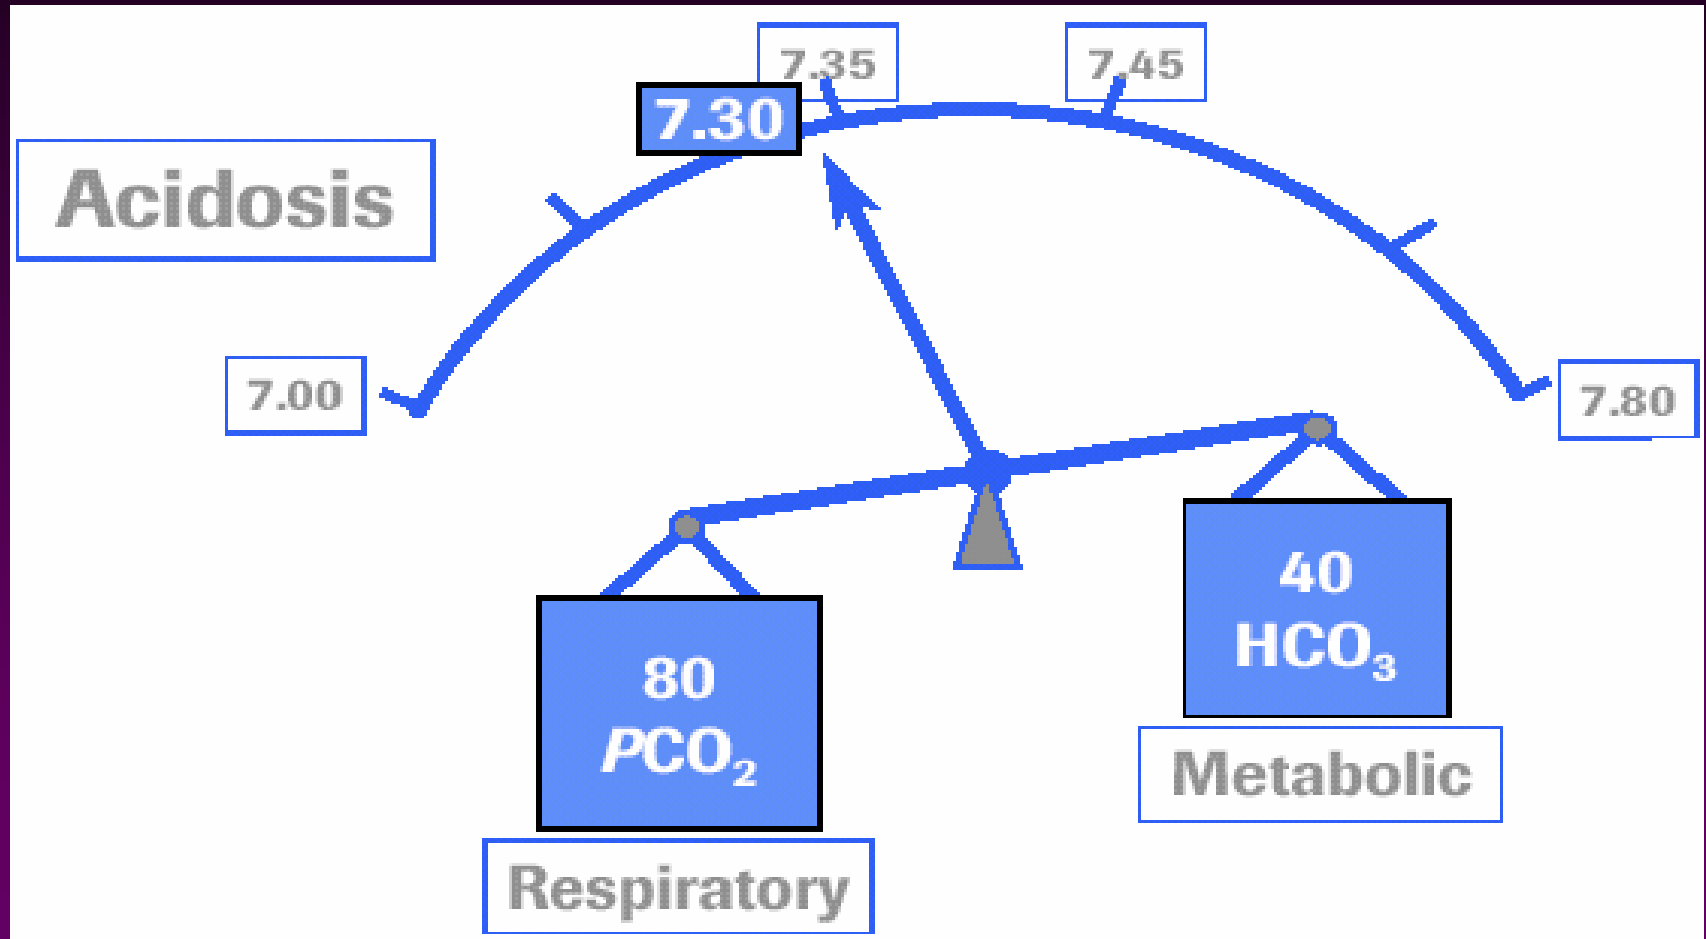 7.35
7.45
7.30
Acidosis
7.00
7.80
40
HCO₃
80
PCO₂
Metabolic
Respiratory